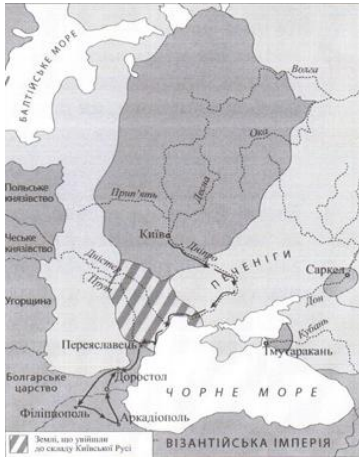 БАЛТІЙСЬКЕ МОРЕ
Волга
Ока
Польське
князівство
Прип'ять
Десна
Київ
Дніпро
Чеське
князівство
Дністер
Прут
ПЕЧЕНІГИ
Саркел
Угорщина
Дон
Кубань
Переяславець
Тмутаракань
Болгарське
царство
Доростол
ЧОРНЕ МОРЕ
Філіппополь
Аркадіополь
Землі, що увійшли
до складу Київської Русі
ВІЗАНТІЙСЬКА ІМПЕРІЯ